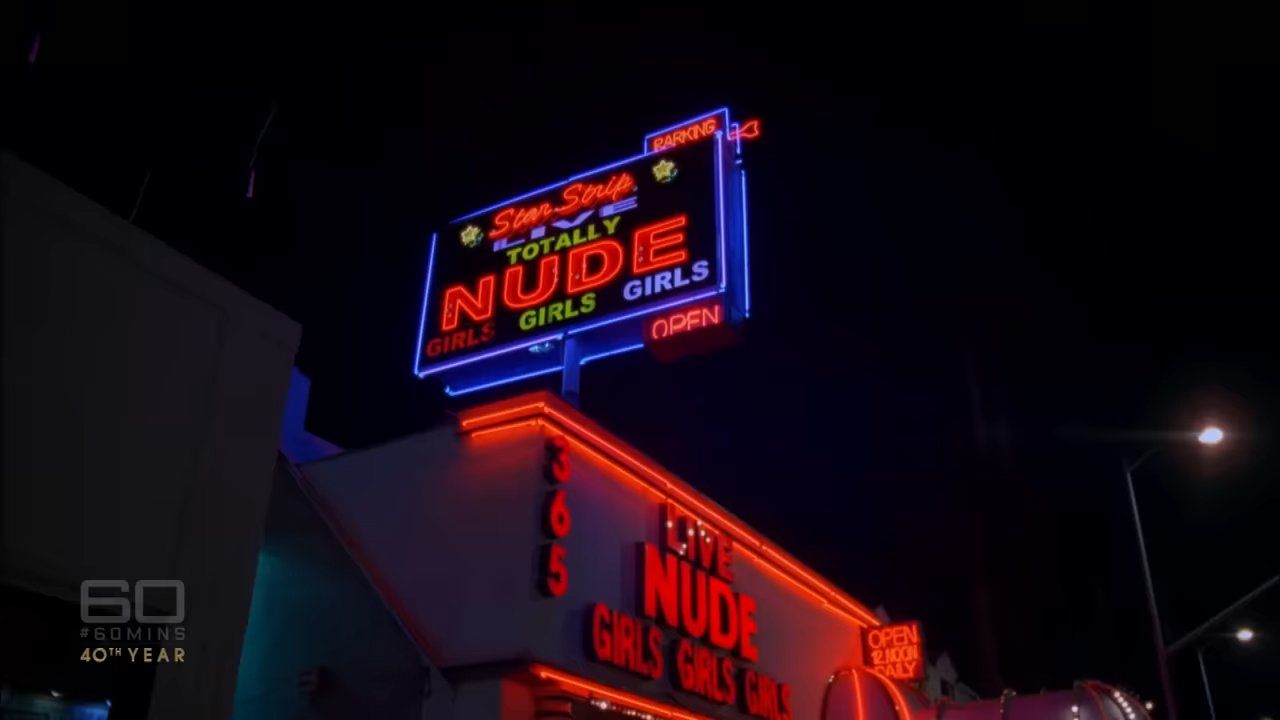 PARKING
Star Strip
LIVE
TOTALLY
NUDE
GIRLS GIRLS GIRLS
OPEN
365
LIVE
NUDE
GIRLS GIRLS GIRLS
OPEN
12 NOON
DAILY
60
#60MINS
40TH YEAR